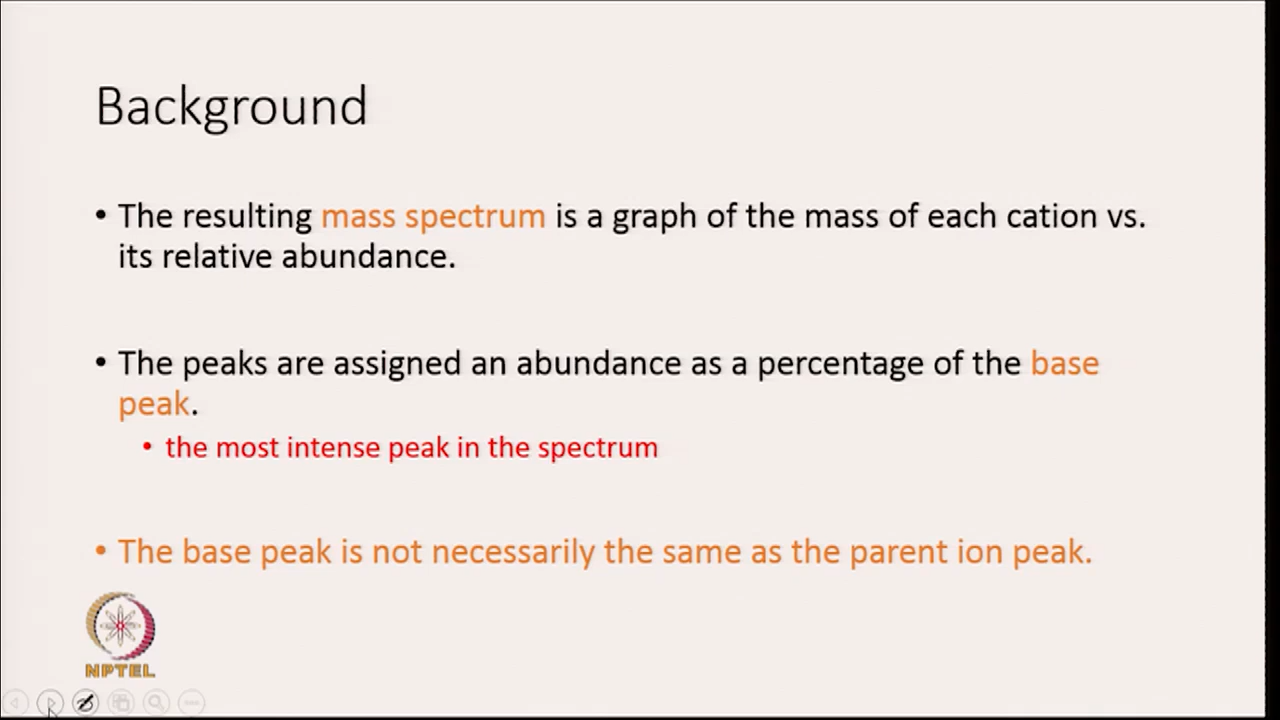 Background
• The resulting mass spectrum is a graph of the mass of each cation vs.
its relative abundance.
• The peaks are assigned an abundance as a percentage of the base
peak.
• the most intense peak in the spectrum
• The base peak is not necessarily the same as the parent ion peak.
NPTEL